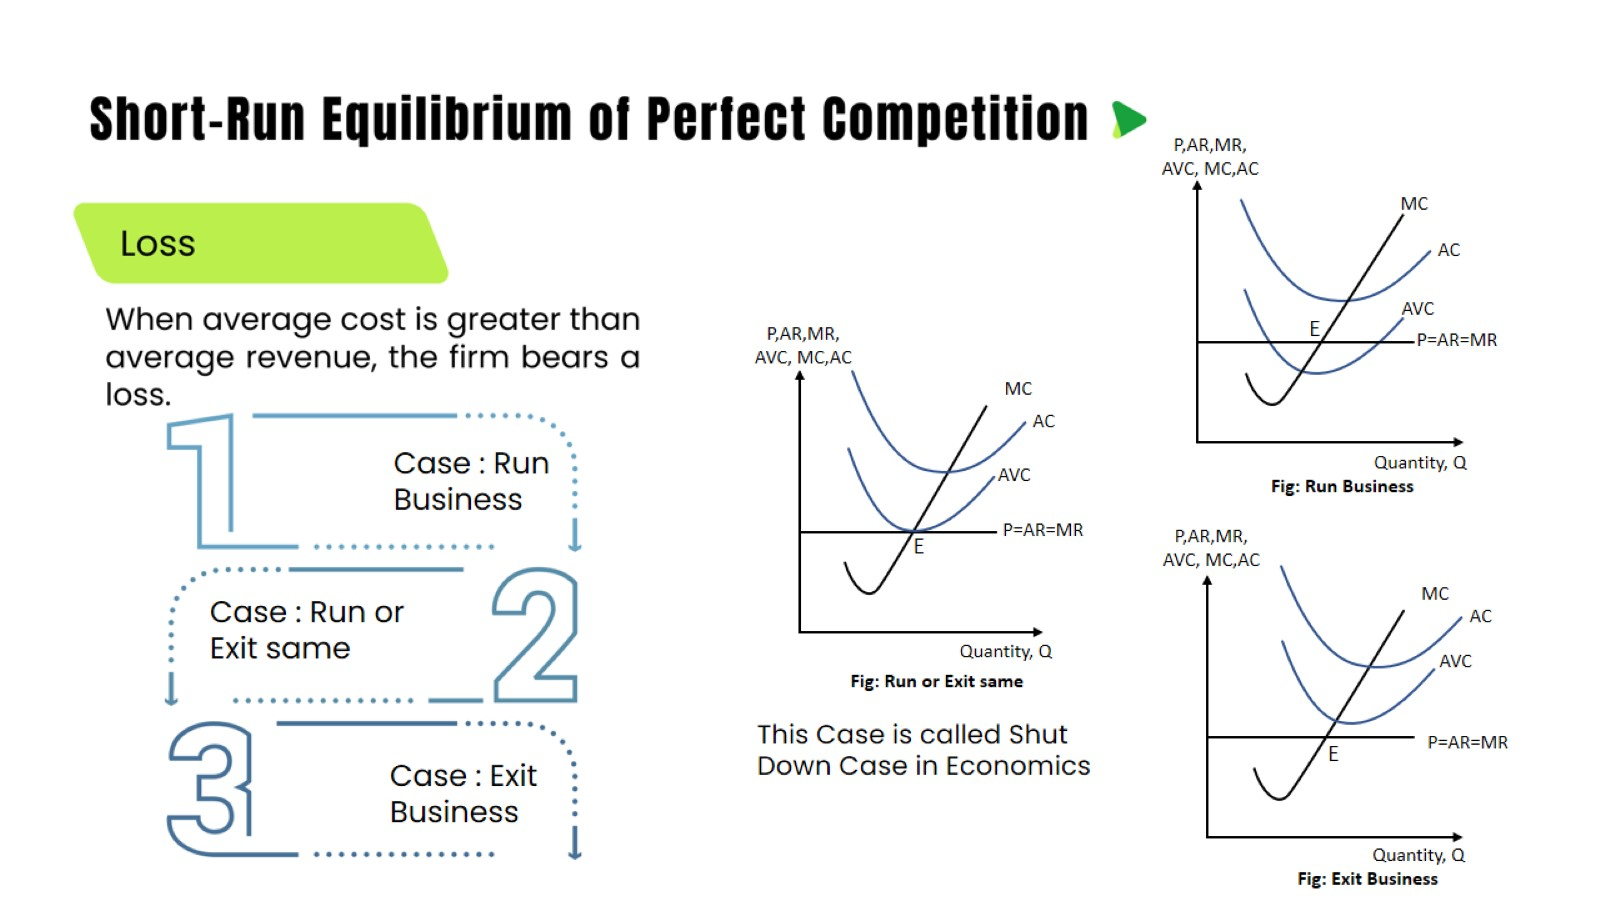 Short-Run Equilibrium of Perfect Competition
Loss
When average cost is greater than
average revenue, the firm bears a
loss.
1
Case : Run
Business
Case : Run or
Exit same
2
3
Case : Exit
Business
P,AR,MR,
AVC, MC,AC
MC
AC
AVC
P=AR=MR
E
Quantity, Q
Fig: Run or Exit same
This Case is called Shut
Down Case in Economics
P,AR,MR,
AVC, MC,AC
MC
AC
AVC
E
P=AR=MR
Quantity, Q
Fig: Run Business
P,AR,MR,
AVC, MC,AC
MC
AC
AVC
P=AR=MR
E
Quantity, Q
Fig: Exit Business